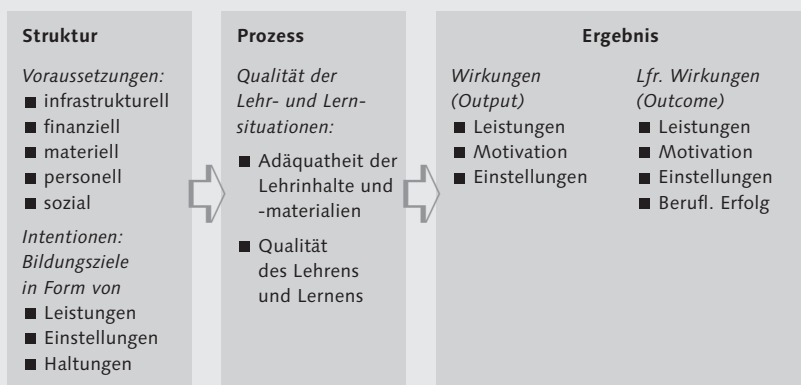 Struktur
Voraussetzungen:
■ infrastrukturell
■ finanziell
■ materiell
■ personell
■ sozial
Intentionen:
Bildungsziele
in Form von
■ Leistungen
■ Einstellungen
■ Haltungen
Prozess
Qualität der
Lehr- und Lern-
situationen:
■ Adäquatheit der
Lehrinhalte und
-materialien
■ Qualität
des Lehrens
und Lernens
Ergebnis
Wirkungen
(Output)
■ Leistungen
■ Motivation
■ Einstellungen
Lfr. Wirkungen
(Outcome)
■ Leistungen
■ Motivation
■ Einstellungen
■ Berufl. Erfolg